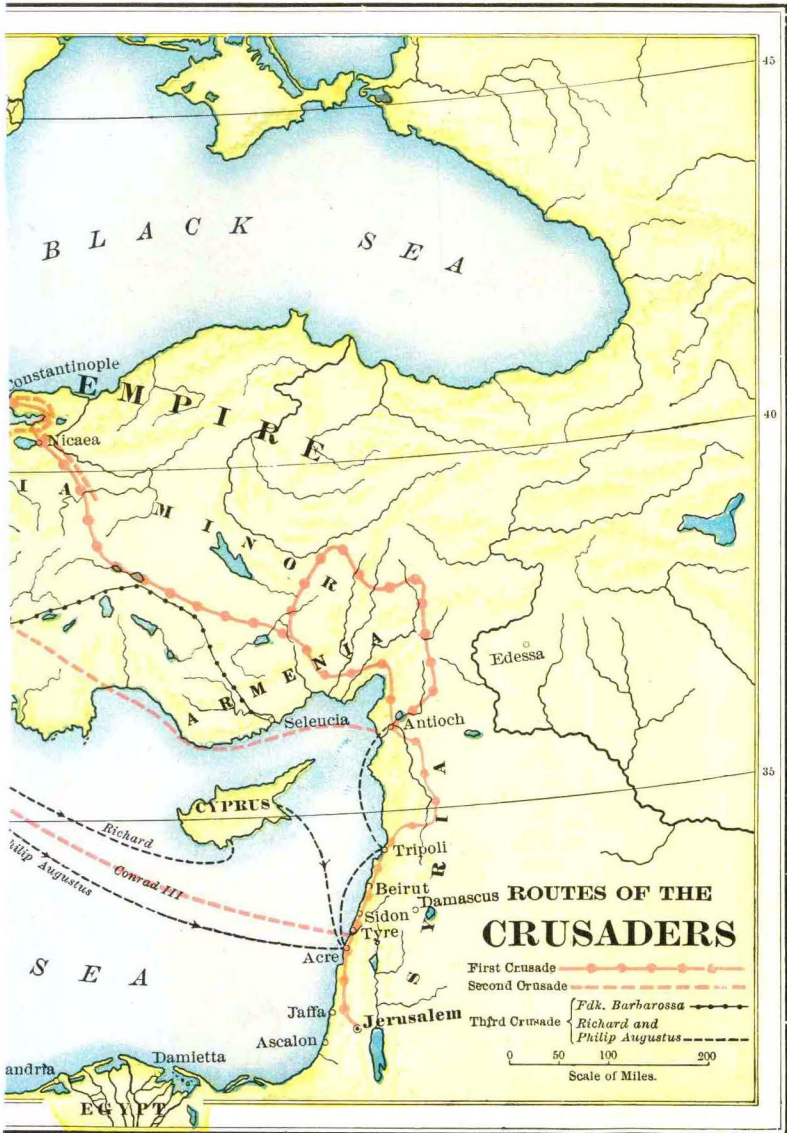 45
BLACK SEA
Constantinople
EMPIRE
Nicaea
40
IA
MINOR
Edessa
ARMENIA
Seleucia
Antioch
35
CYPRUS
Richard
Philip Augustus
Conrad III
Tripoli
SYRIA
Beirut
Damascus
Sidon
Tyre
Acre
SEA
Jaffa
Jerusalem
Ascalon
andria
Damietta
EGYPT
ROUTES OF THE
CRUSADERS
First Crusade
Second Crusade
Third Crusade
Fdk. Barbarossa
Richard and
Philip Augustus
0 50 100 200
Scale of Miles.